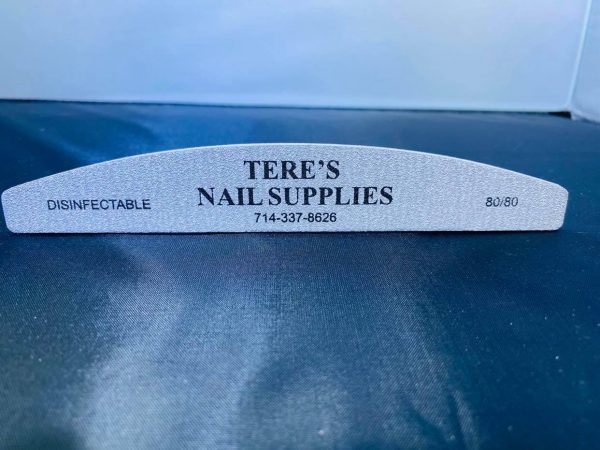 TERE'S
DISINFECTABLE NAIL SUPPLIES 80/80
714-337-8626